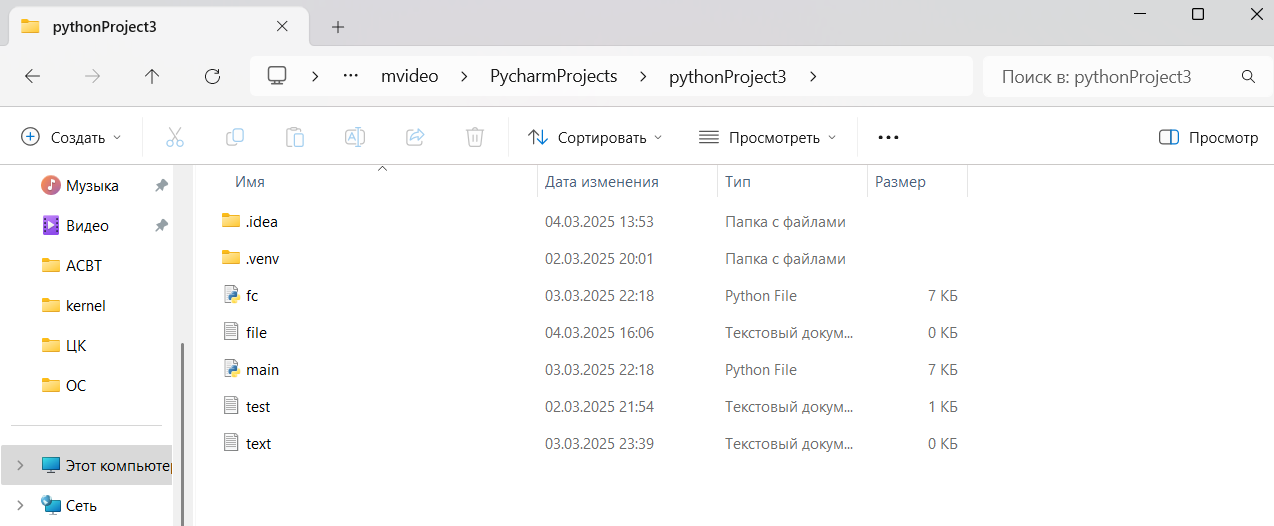 pythonProject3
mvideo PycharmProjects pythonProject3 Поиск в: pythonProject3
Создать Сортировать Просмотреть Просмотр
Музыка
Видео
АСВТ
kernel
ЦК
ОС
Этот компьютер
Сеть
Имя Дата изменения Тип Размер
.idea 04.03.2025 13:53 Папка с файлами
.venv 02.03.2025 20:01 Папка с файлами
fc 03.03.2025 22:18 Python File 7 КБ
file 04.03.2025 16:06 Текстовый докум... 0 КБ
main 03.03.2025 22:18 Python File 7 КБ
test 02.03.2025 21:54 Текстовый докум... 1 КБ
text 03.03.2025 23:39 Текстовый докум... 0 КБ